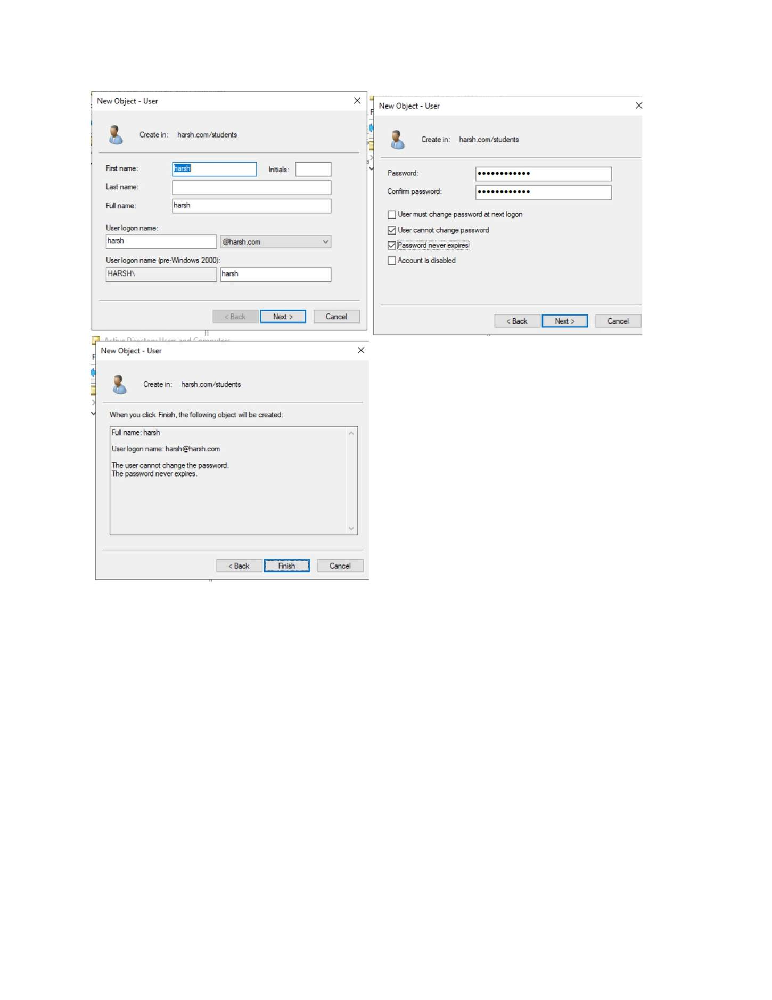 New Object - User
Create in: harsh.com/students
First name: harsh Initials:
Last name:
Full name: harsh
User logon name:
harsh @harsh.com
User logon name (pre-Windows 2000):
HARSH\ harsh
< Back Next > Cancel
New Object - User
Create in: harsh.com/students
Password: ●●●●●●●●●●●●
Confirm password: ●●●●●●●●●●●●
User must change password at next logon
User cannot change password
Password never expires
Account is disabled
< Back Next > Cancel
Active Directory Users and Computers
New Object - User
Create in: harsh.com/students
When you click Finish, the following object will be created:
Full name: harsh
User logon name: harsh@harsh.com
The user cannot change the password.
The password never expires.
< Back Finish Cancel